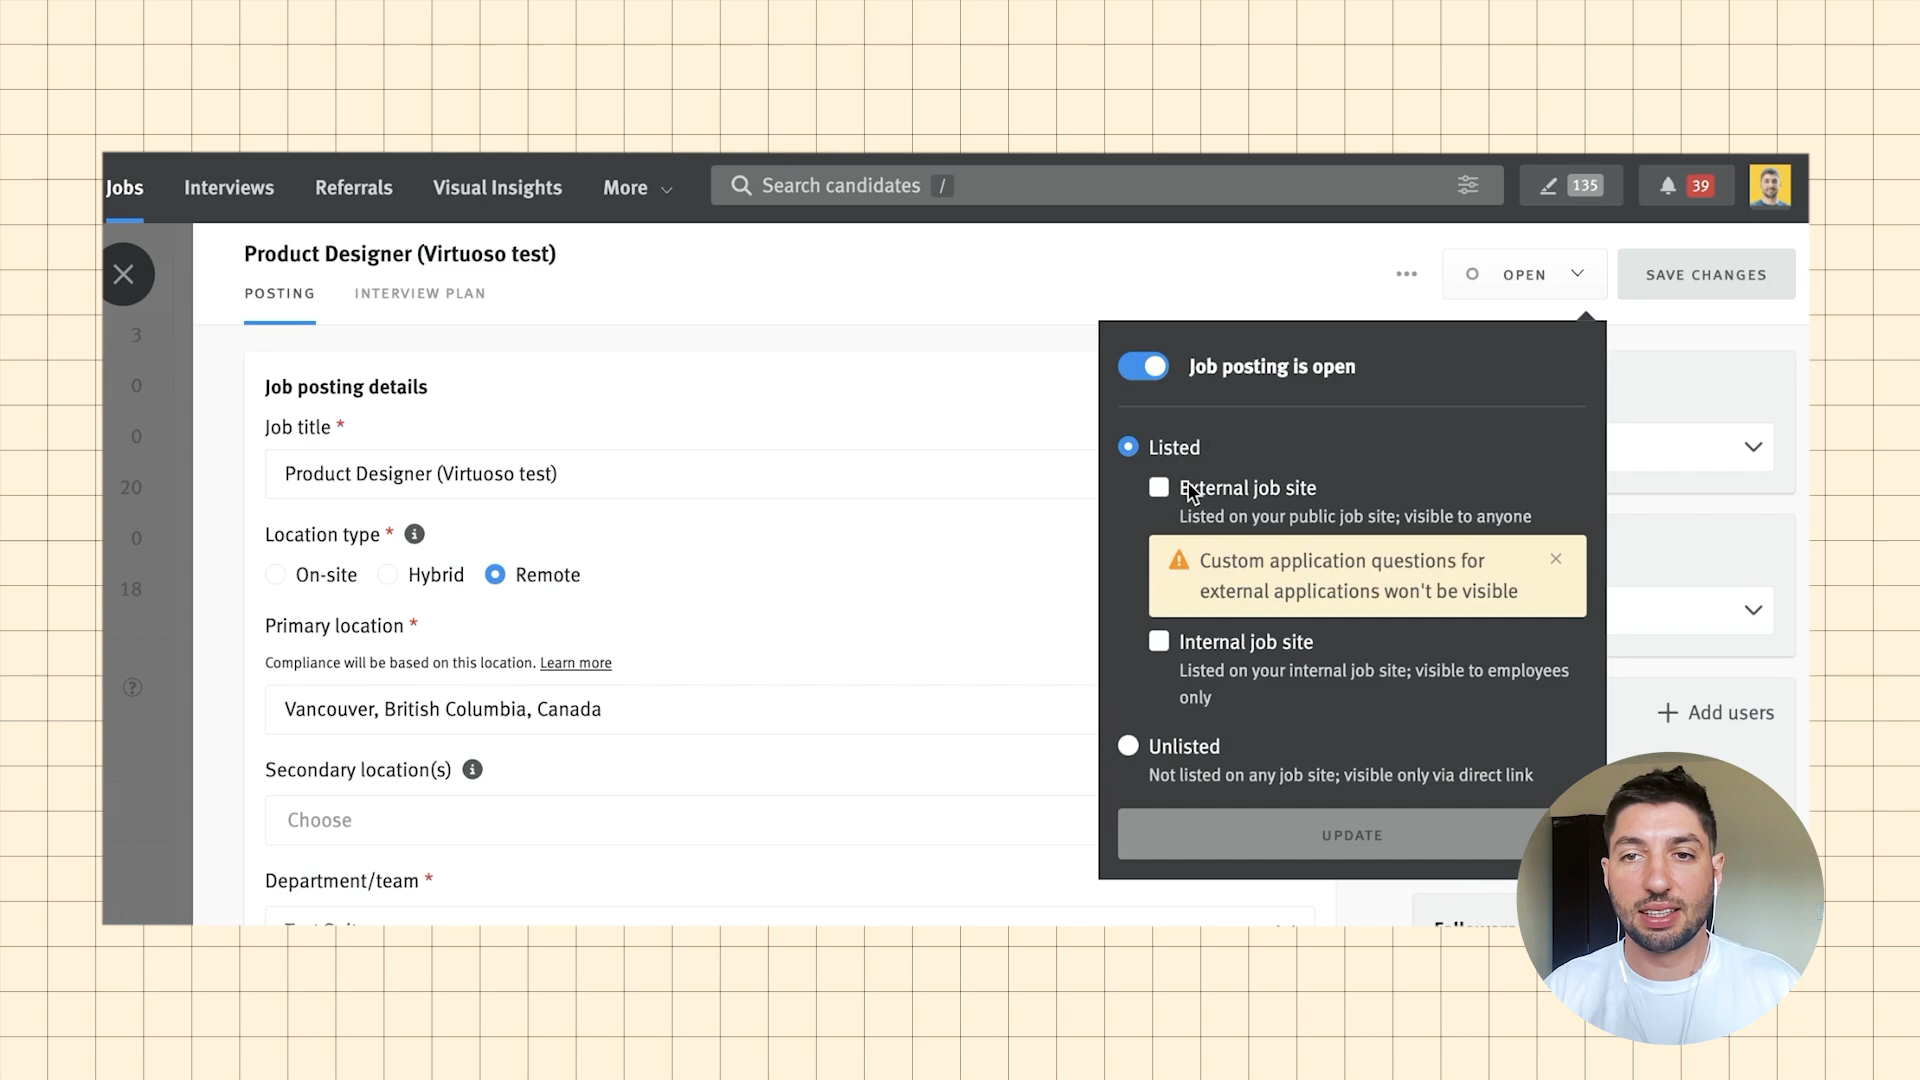 Jobs Interviews Referrals Visual Insights More Search candidates / 135 39
Product Designer (Virtuoso test)
POSTING INTERVIEW PLAN
OPEN SAVE CHANGES
3
0
0
20
0
18
Job posting details
Job title *
Product Designer (Virtuoso test)
Location type *
On-site Hybrid Remote
Primary location *
Compliance will be based on this location. Learn more
Vancouver, British Columbia, Canada
Secondary location(s)
Choose
Department/team *
Job posting is open
Listed
External job site
Listed on your public job site; visible to anyone
Custom application questions for
external applications won't be visible
Internal job site
Listed on your internal job site; visible to employees
only
Unlisted
Not listed on any job site; visible only via direct link
UPDATE
Add users